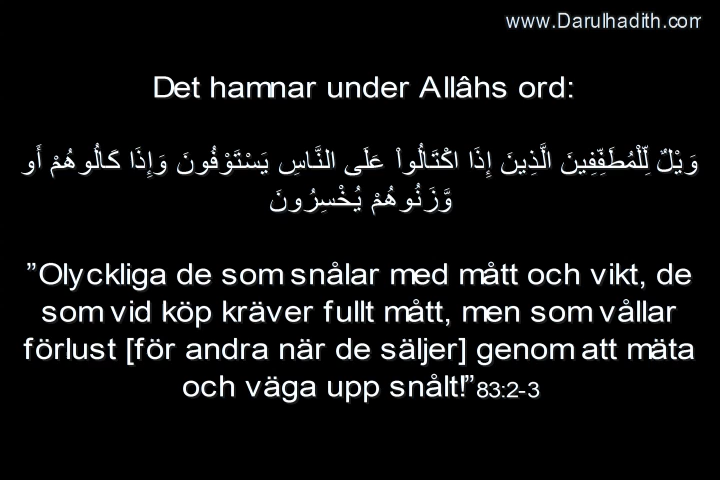 www.Darulhadith.com
Det hamnar under Allâhs ord:
وَيْلٌ لِّلْمُطَفِّفِينَ الَّذِينَ إِذَا اكْتَالُواْ عَلَى النَّاسِ يَسْتَوْفُونَ وَإِذَا كَالُوهُمْ أَو
وَّزَنُوهُمْ يُخْسِرُونَ
”Olyckliga de som snålar med mått och vikt, de
som vid köp kräver fullt mått, men som vållar
förlust [för andra när de säljer] genom att mäta
och väga upp snålt!”83:2-3